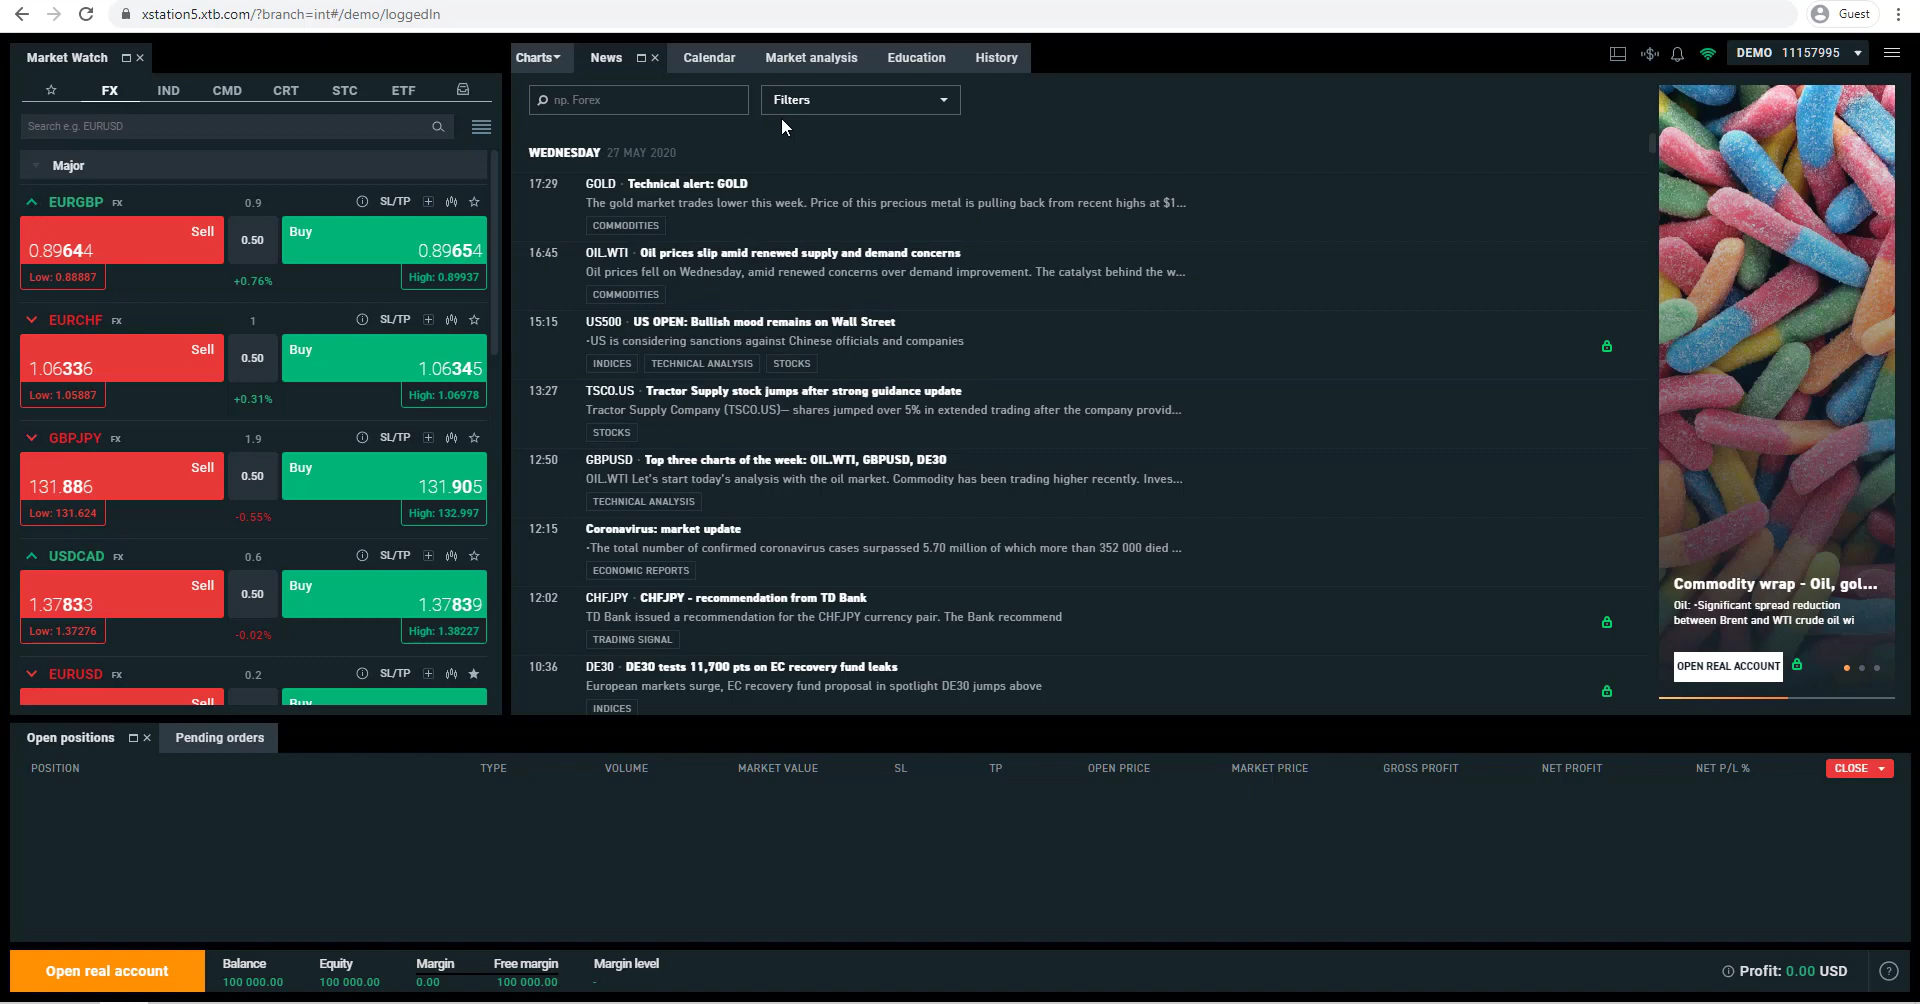 xstation5.xtb.com/?branch=int#/demo/loggedIn
Guest
Market Watch
Charts
News
Calendar
Market analysis
Education
History
DEMO 11157995
FX IND CMD CRT STC ETF
Search e.g. EURUSD
Major
EURGBP FX 0.9 SL/TP
Sell 0.50 Buy
0.89644 0.89654
Low: 0.88887 +0.76% High: 0.89937
EURCHF FX 1 SL/TP
Sell 0.50 Buy
1.06336 1.06345
Low: 1.05887 +0.31% High: 1.06978
GBPJPY FX 1.9 SL/TP
Sell 0.50 Buy
131.886 131.905
Low: 131.624 -0.55% High: 132.997
USDCAD FX 0.6 SL/TP
Sell 0.50 Buy
1.37833 1.37839
Low: 1.37276 -0.02% High: 1.38227
EURUSD FX 0.2 SL/TP
Sell Buy
np. Forex
Filters
WEDNESDAY 27 MAY 2020
17:29 GOLD · Technical alert: GOLD
The gold market trades lower this week. Price of this precious metal is pulling back from recent highs at $1...
COMMODITIES
16:45 OIL.WTI · Oil prices slip amid renewed supply and demand concerns
Oil prices fell on Wednesday, amid renewed concerns over demand improvement. The catalyst behind the w...
COMMODITIES
15:15 US500 · US OPEN: Bullish mood remains on Wall Street
·US is considering sanctions against Chinese officials and companies
INDICES TECHNICAL ANALYSIS STOCKS
13:27 TSCO.US · Tractor Supply stock jumps after strong guidance update
Tractor Supply Company (TSCO.US)— shares jumped over 5% in extended trading after the company provid...
STOCKS
12:50 GBPUSD · Top three charts of the week: OIL.WTI, GBPUSD, DE30
OIL.WTI Let's start today's analysis with the oil market. Commodity has been trading higher recently. Inves...
TECHNICAL ANALYSIS
12:15 Coronavirus: market update
·The total number of confirmed coronavirus cases surpassed 5.70 million of which more than 352 000 died ...
ECONOMIC REPORTS
12:02 CHFJPY · CHFJPY - recommendation from TD Bank
TD Bank issued a recommendation for the CHFJPY currency pair. The Bank recommend
TRADING SIGNAL
10:36 DE30 · DE30 tests 11,700 pts on EC recovery fund leaks
European markets surge, EC recovery fund proposal in spotlight DE30 jumps above
INDICES
Commodity wrap - Oil, gol...
Oil: ·Significant spread reduction
between Brent and WTI crude oil wi
OPEN REAL ACCOUNT
Open positions
Pending orders
POSITION TYPE VOLUME MARKET VALUE SL TP OPEN PRICE MARKET PRICE GROSS PROFIT NET PROFIT NET P/L % CLOSE
Open real account
Balance Equity Margin Free margin Margin level
100 000.00 100 000.00 0.00 100 000.00 -
Profit: 0.00 USD